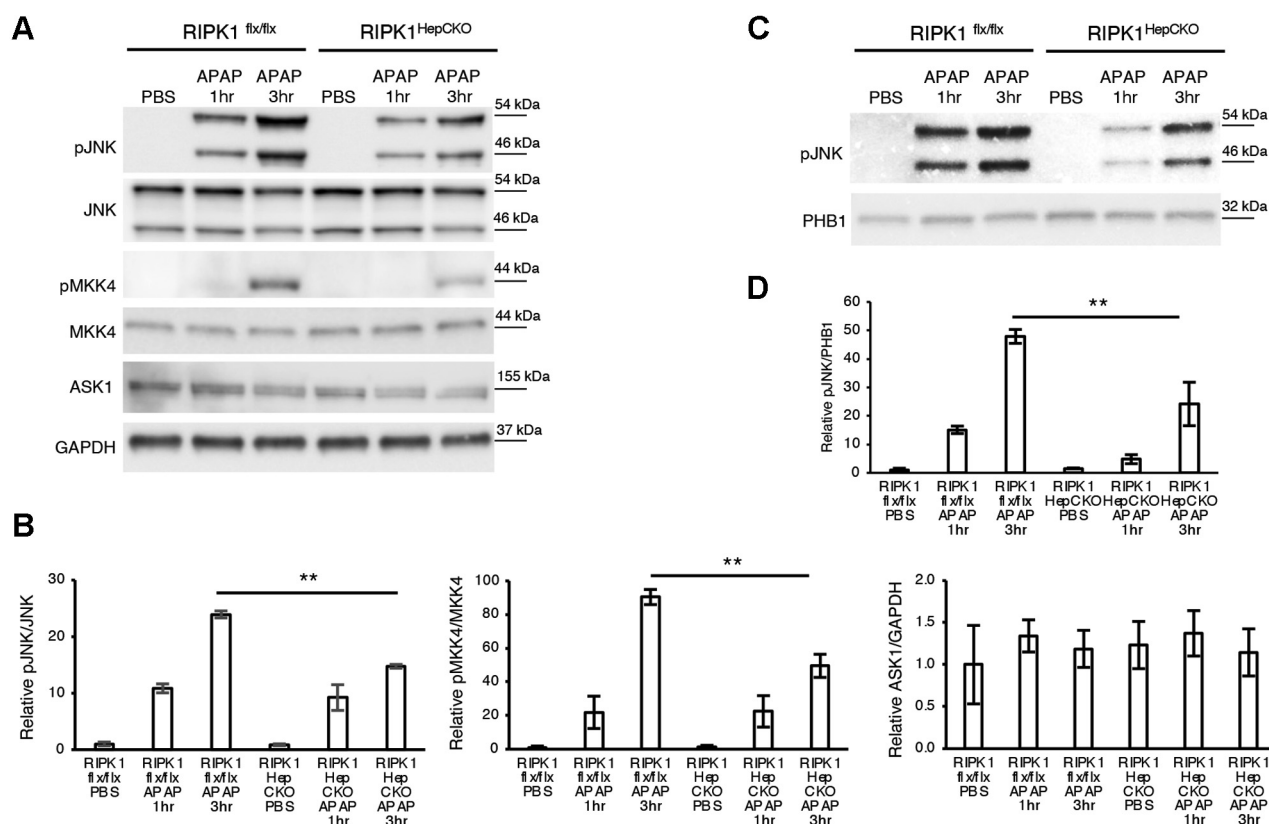 A
RIPK1 flx/flx RIPK1HepCKO
PBS APAP 1hr APAP 3hr PBS APAP 1hr APAP 3hr
54 kDa
pJNK
46 kDa
54 kDa
JNK
46 kDa
44 kDa
pMKK4
44 kDa
MKK4
155 kDa
ASK1
37 kDa
GAPDH
C
RIPK1 flx/flx RIPK1HepCKO
PBS APAP 1hr APAP 3hr PBS APAP 1hr APAP 3hr
54 kDa
pJNK
46 kDa
32 kDa
PHB1
D
Relative pJNK/PHB1
60
50
40
30
20
10
0
**
RIPK1 RIPK1 RIPK1 RIPK1 RIPK1 RIPK1
flx/flx flx/flx flx/flx HepCKO HepCKO HepCKO
PBS APAP APAP PBS APAP APAP
1hr 3hr 1hr 3hr
B
Relative pJNK/JNK
30
20
10
0
**
RIPK1 RIPK1 RIPK1 RIPK1 RIPK1 RIPK1
flx/flx flx/flx flx/flx Hep Hep Hep
PBS APAP APAP CKO CKO CKO
1hr 3hr PBS APAP APAP
1hr 3hr
Relative pMKK4/MKK4
100
80
60
40
20
0
**
RIPK1 RIPK1 RIPK1 RIPK1 RIPK1 RIPK1
flx/flx flx/flx flx/flx Hep Hep Hep
PBS APAP APAP CKO CKO CKO
1hr 3hr PBS APAP APAP
1hr 3hr
Relative ASK1/GAPDH
2.0
1.5
1.0
0.5
0.0
RIPK1 RIPK1 RIPK1 RIPK1 RIPK1 RIPK1
flx/flx flx/flx flx/flx Hep Hep Hep
PBS APAP APAP CKO CKO CKO
1hr 3hr PBS APAP APAP
1hr 3hr